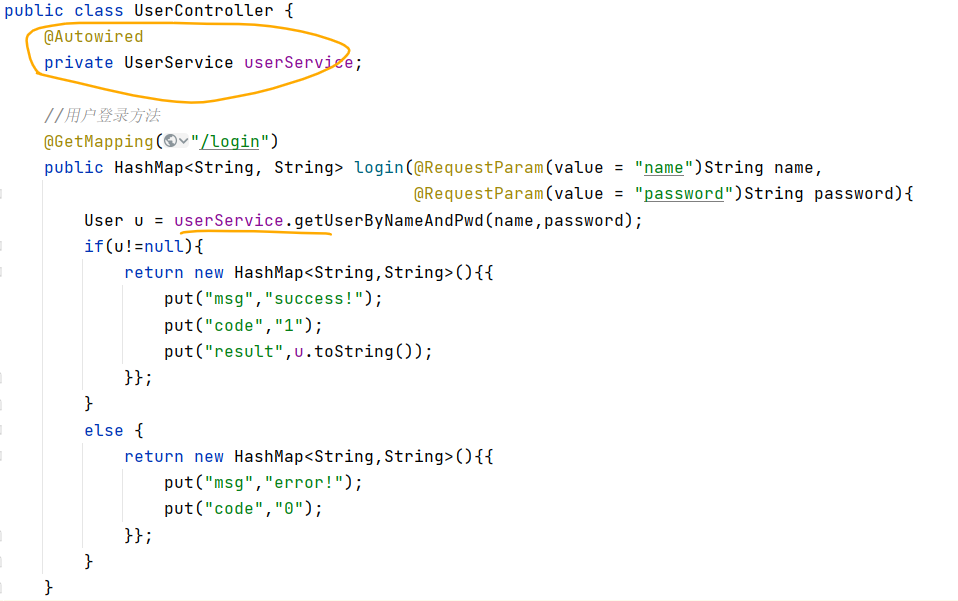 public class UserController {
@Autowired
private UserService userService;
//用户登录方法
@GetMapping("/login")
public HashMap<String, String> login(@RequestParam(value = "name")String name,
@RequestParam(value = "password")String password){
User u = userService.getUserByNameAndPwd(name,password);
if(u!=null){
return new HashMap<String,String>(){{
put("msg","success!");
put("code","1");
put("result",u.toString());
}};
}
else {
return new HashMap<String,String>(){{
put("msg","error!");
put("code","0");
}};
}
}